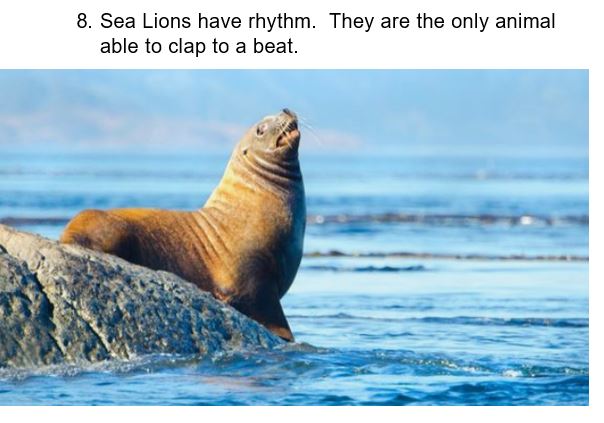 8. Sea Lions have rhythm. They are the only animal
able to clap to a beat.